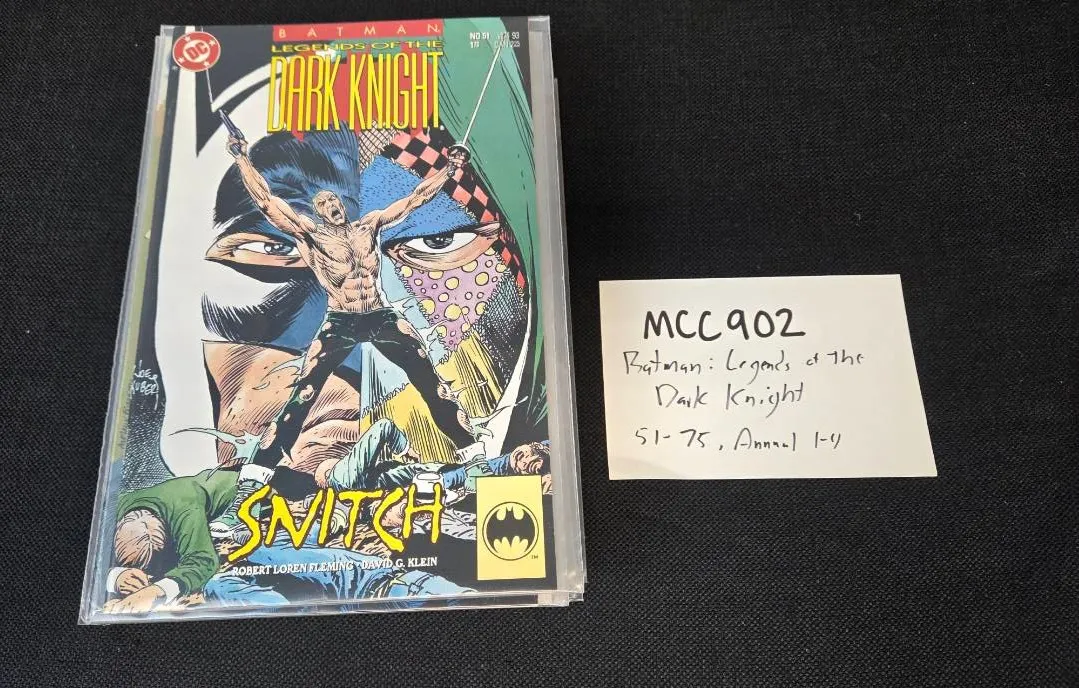 BATMAN
LEGENDS OF THE
DARK KNIGHT
DC
NO 51
SNITCH
ROBERT LOREN FLEMING · DAVID G. KLEIN
TM
MCC902
Batman: Legends of the
Dark Knight
51-75, Annual 1-4